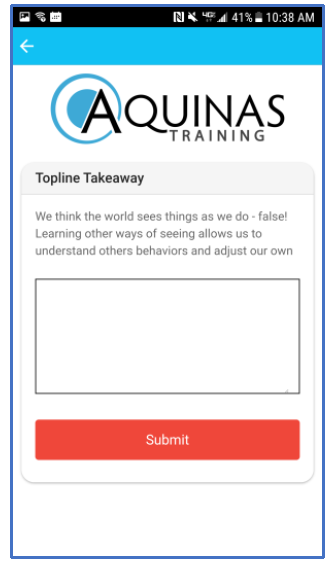 41% 10:38 AM
AQUINAS
TRAINING
Topline Takeaway
We think the world sees things as we do - false!
Learning other ways of seeing allows us to
understand others behaviors and adjust our own
Submit